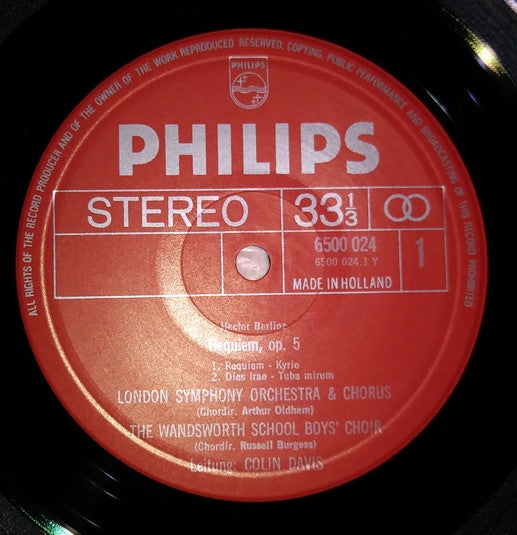 ALL RIGHTS OF THE RECORD PRODUCER AND OF THE OWNER OF THE WORK REPRODUCED RESERVED. COPYING, PUBLIC PERFORMANCE AND BROADCASTING OF THIS RECORD PROHIBITED
PHILIPS
PHILIPS
STEREO 33 1/3
6500 024 1
6500 024 1 Y
MADE IN HOLLAND
Hector Berlioz
Requiem, op. 5
1. Requiem - Kyrie
2. Dies Irae - Tuba mirum
LONDON SYMPHONY ORCHESTRA & CHORUS
(Chordir. Arthur Oldham)
THE WANDSWORTH SCHOOL BOYS' CHOIR
(Chordir. Russell Burgess)
Leitung: COLIN DAVIS